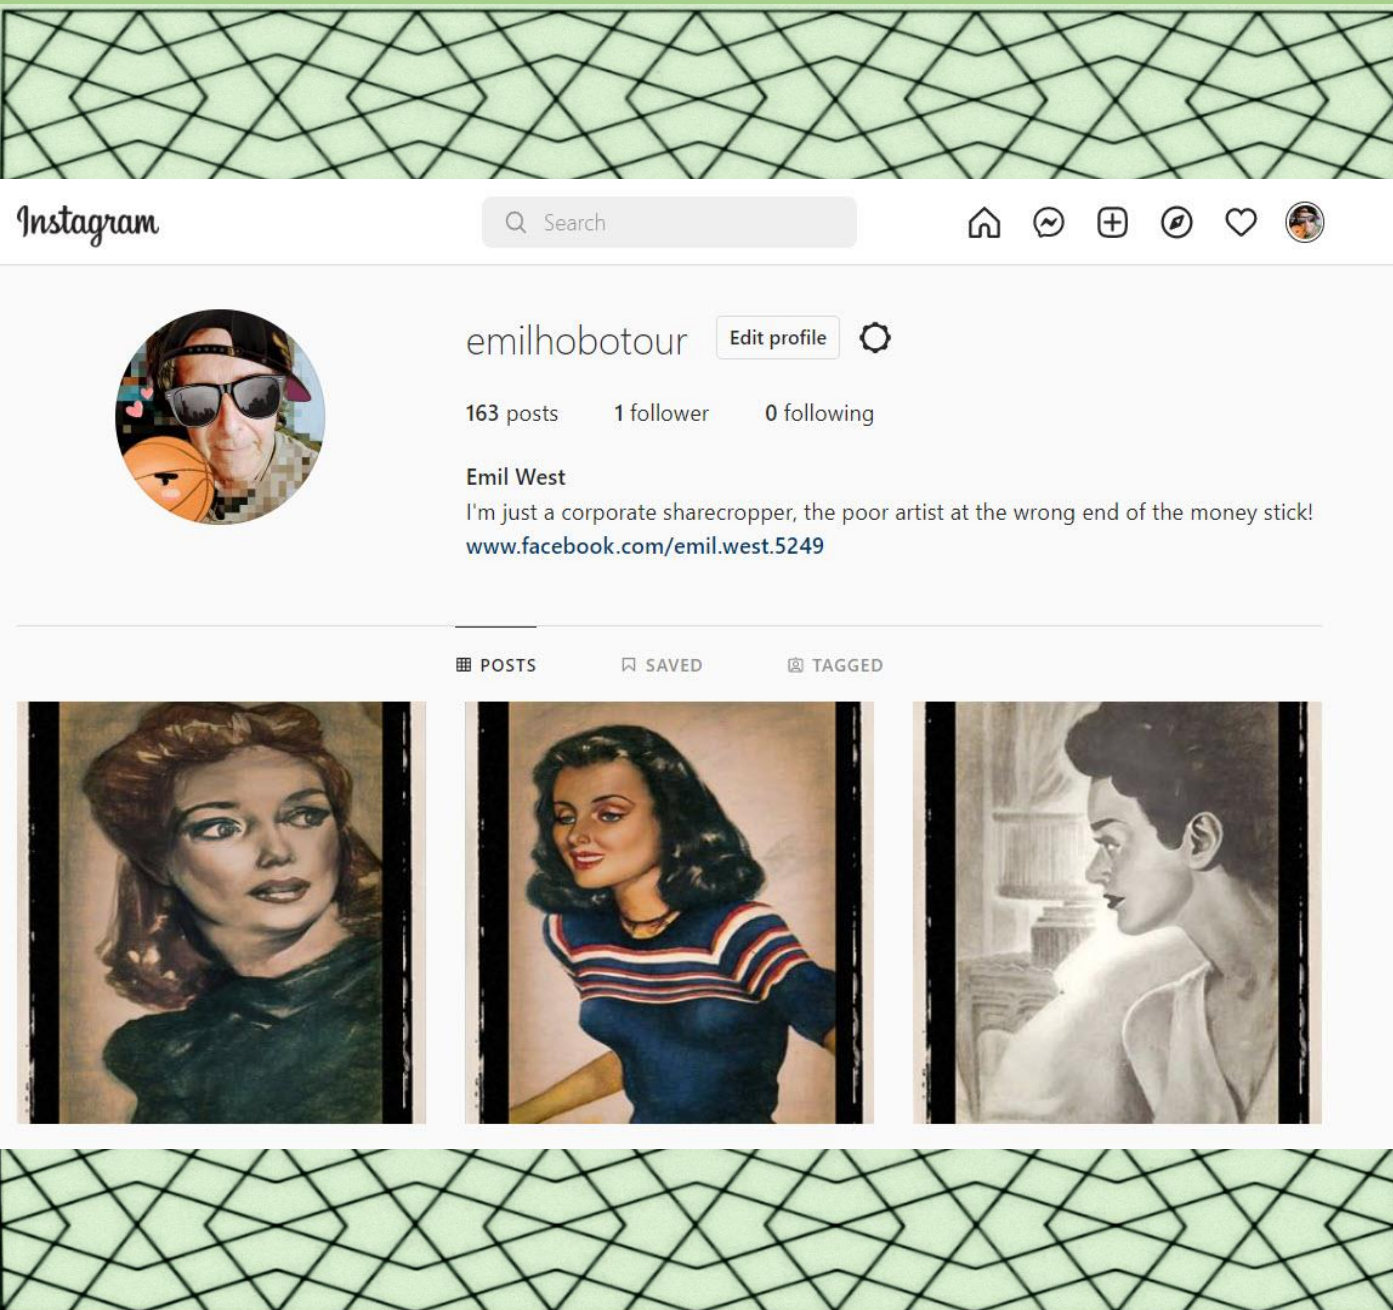 Instagram
Search
emilhobotour
Edit profile
163 posts
1 follower
0 following
Emil West
I'm just a corporate sharecropper, the poor artist at the wrong end of the money stick!
www.facebook.com/emil.west.5249
POSTS
SAVED
TAGGED